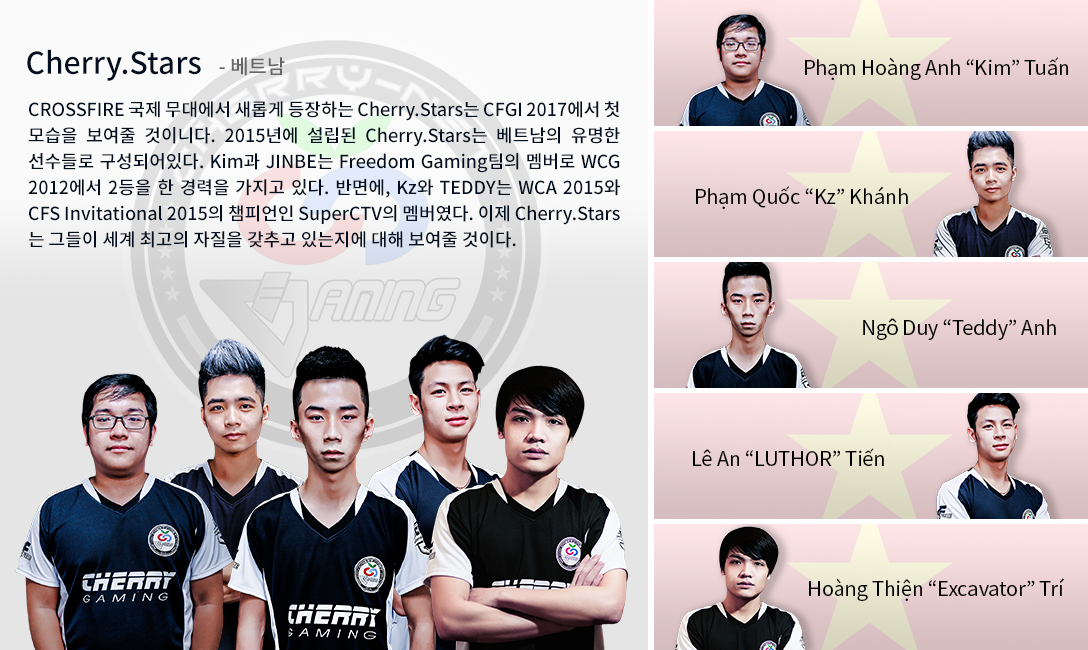 Cherry.Stars - 베트남
CROSSFIRE 국제 무대에서 새롭게 등장하는 Cherry.Stars는 CFGI 2017에서 첫
모습을 보여줄 것이니다. 2015년에 설립된 Cherry.Stars는 베트남의 유명한
선수들로 구성되어있다. Kim과 JINBE는 Freedom Gaming팀의 멤버로 WCG
2012에서 2등을 한 경력을 가지고 있다. 반면에, Kz와 TEDDY는 WCA 2015와
CFS Invitational 2015의 챔피언인 SuperCTV의 멤버였다. 이제 Cherry.Stars
는 그들이 세계 최고의 자질을 갖추고 있는지에 대해 보여줄 것이다.
GAMING
CHERRY
GAMING
CHERRY
GAMING
CHERRY
Phạm Hoàng Anh “Kim” Tuấn
Phạm Quốc “Kz” Khánh
Ngô Duy “Teddy” Anh
Lê An “LUTHOR” Tiến
Hoàng Thiện “Excavator” Trí